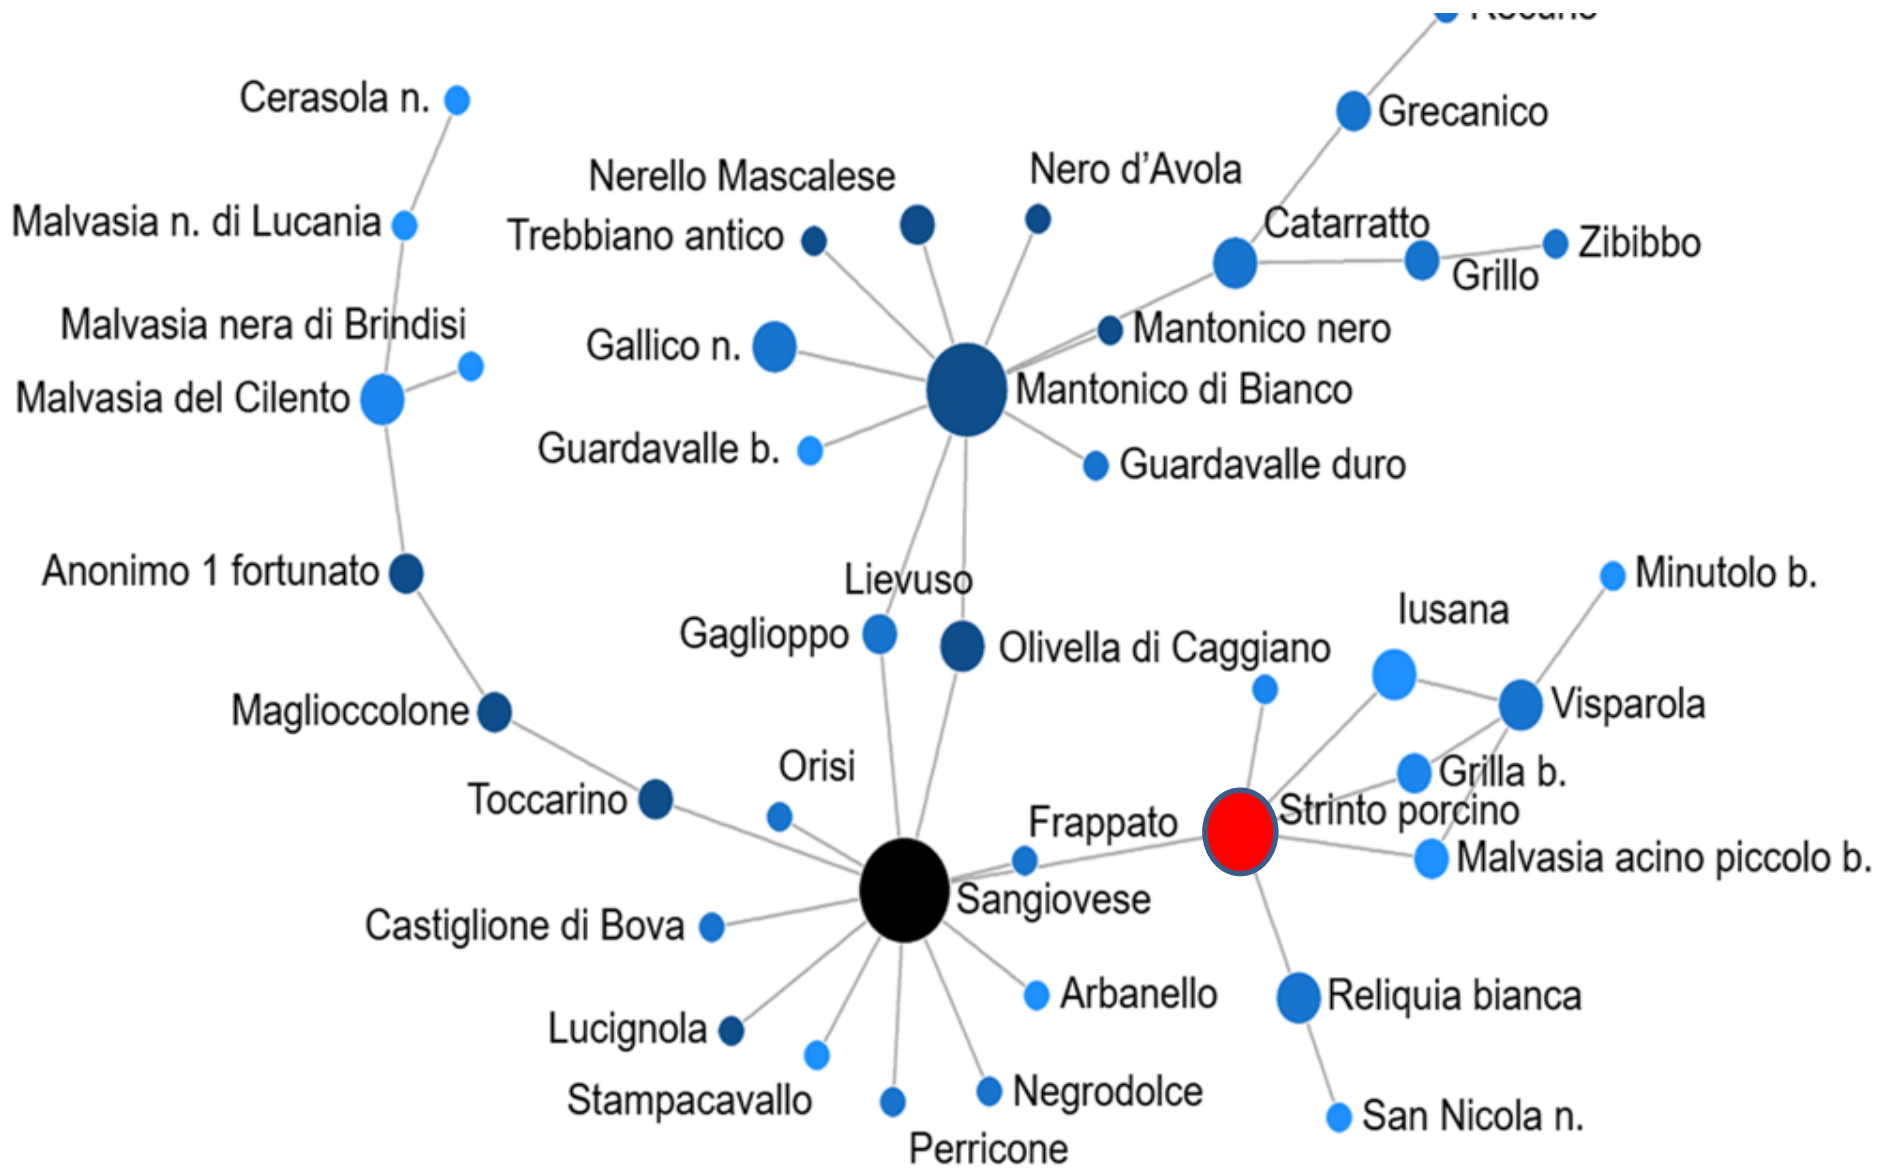 Cerasola n.
Grecanico
Nerello Mascalese
Nero d’Avola
Malvasia n. di Lucania
Trebbiano antico
Catarratto
Zibibbo
Grillo
Malvasia nera di Brindisi
Gallico n.
Mantonico nero
Malvasia del Cilento
Mantonico di Bianco
Guardavalle b.
Guardavalle duro
Anonimo 1 fortunato
Lievuso
Minutolo b.
Iusana
Gaglioppo
Olivella di Caggiano
Maglioccolone
Visparola
Orisi
Grilla b.
Toccarino
Frappato
Strinto porcino
Malvasia acino piccolo b.
Sangiovese
Castiglione di Bova
Arbanello
Reliquia bianca
Lucignola
Stampacavallo
Negrodolce
San Nicola n.
Perricone